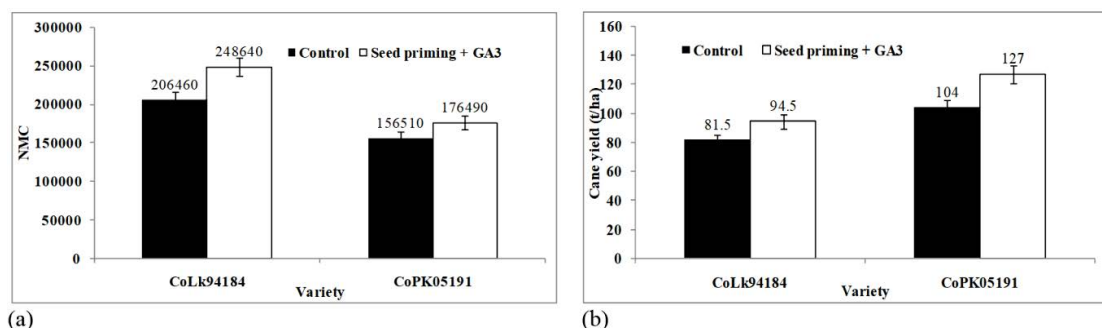 300000
250000
200000
150000
100000
50000
0
NMC
Control
Seed priming + GA3
206460
248640
156510
176490
CoLk94184
CoPK05191
Variety
(a)
160
140
120
100
80
60
40
20
0
Cane yield (t/ha)
Control
Seed priming + GA3
81.5
94.5
104
127
CoLk94184
CoPK05191
Variety
(b)